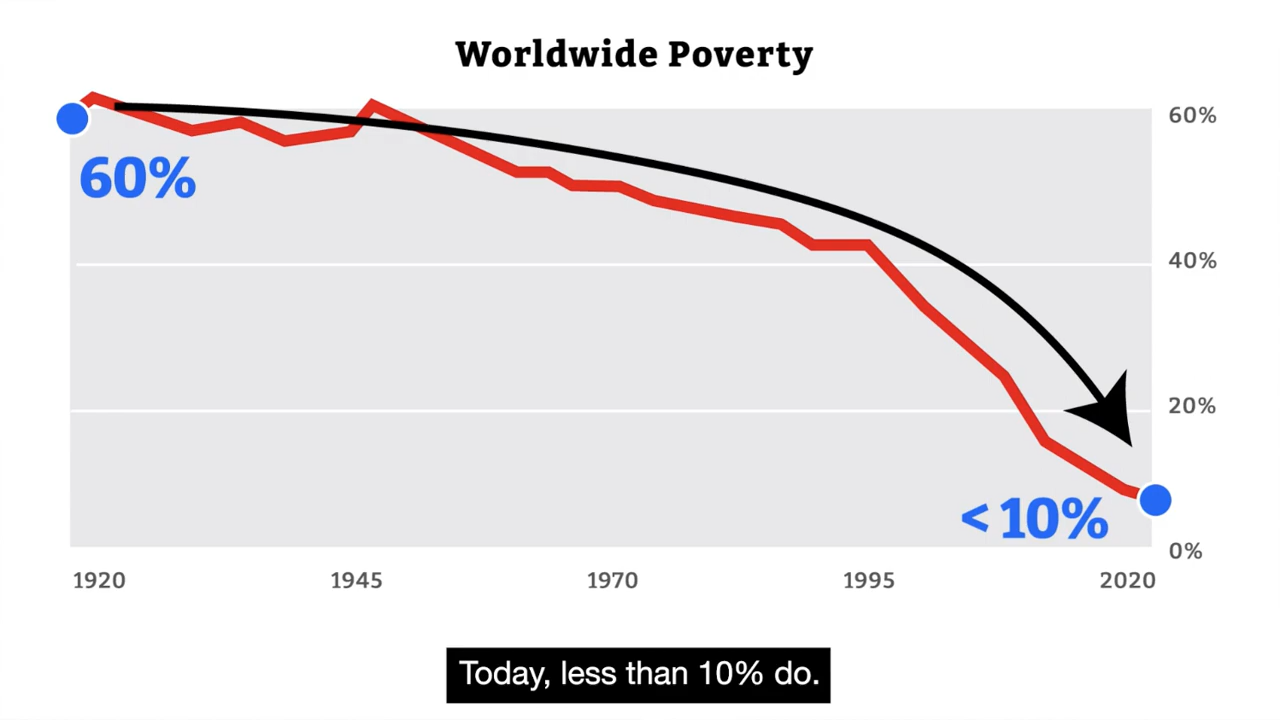 Worldwide Poverty
60%
60%
40%
20%
< 10%
0%
1920 1945 1970 1995 2020
Today, less than 10% do.